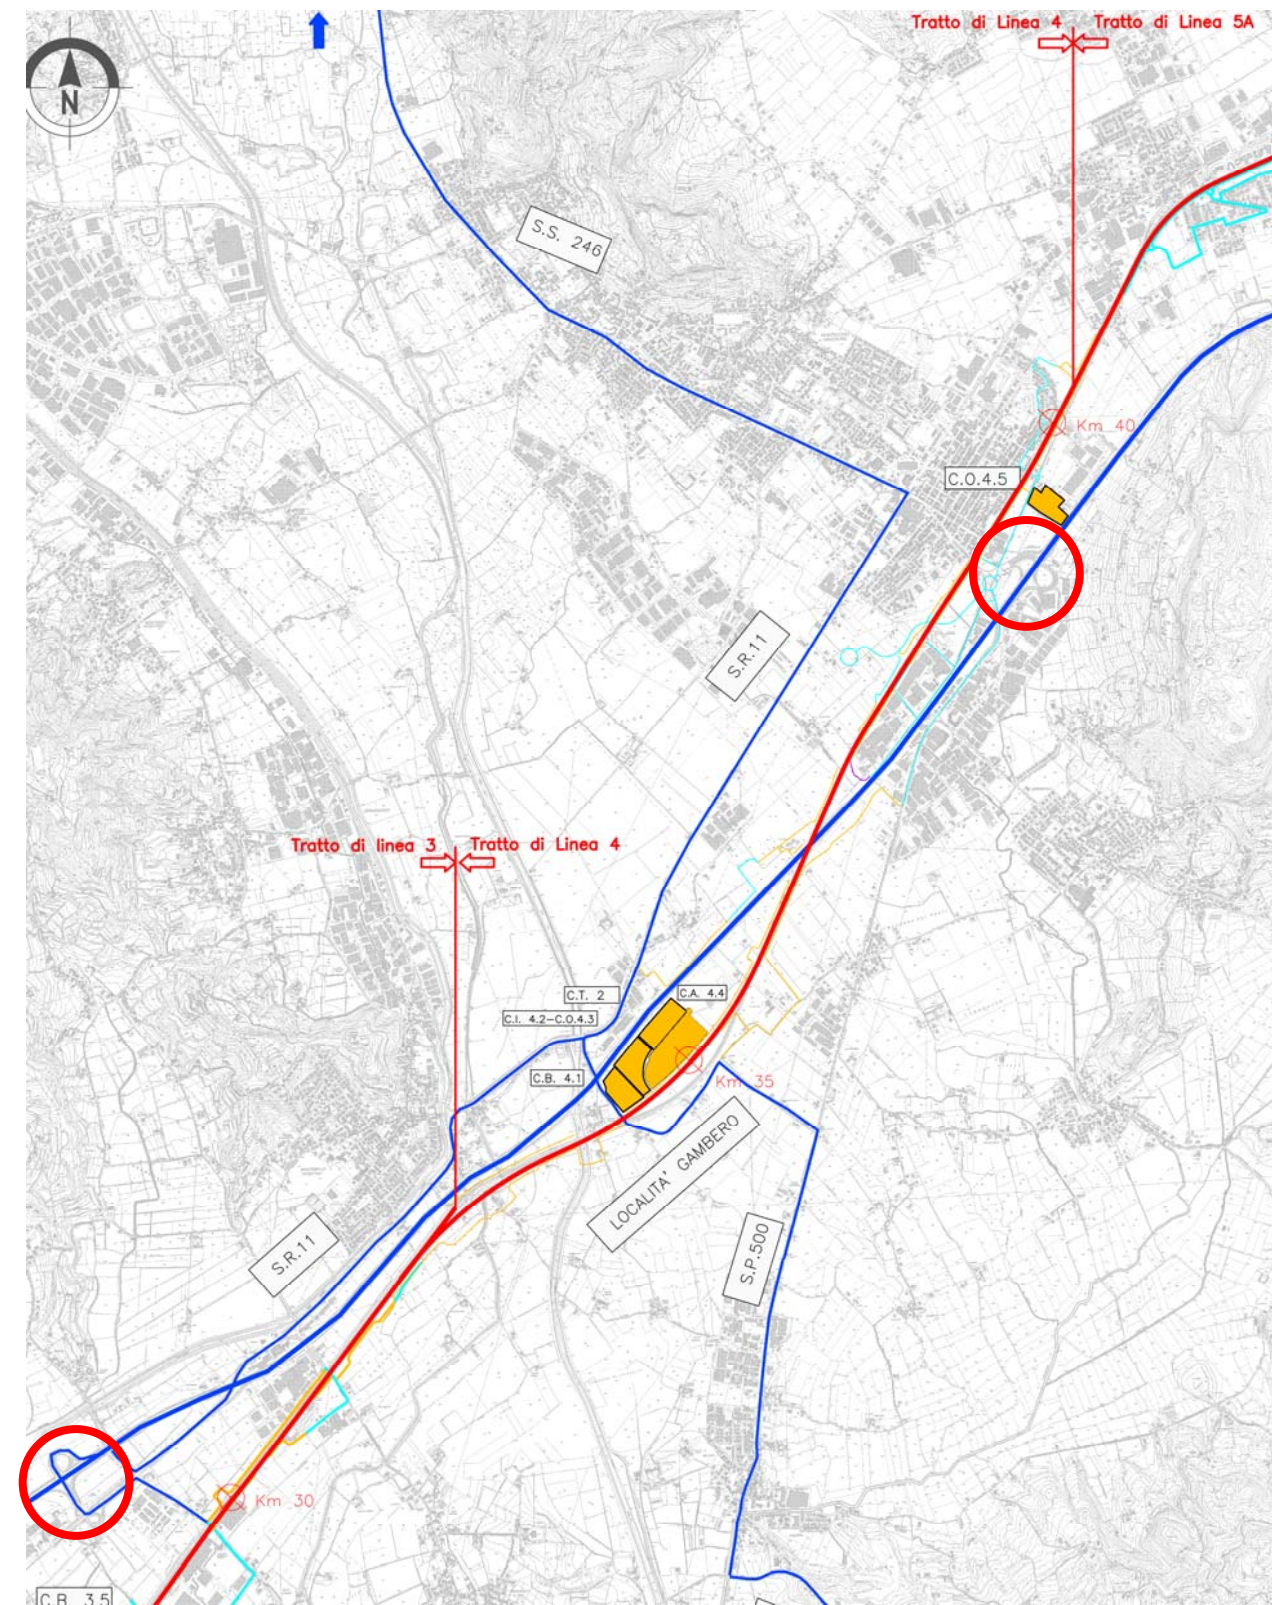 Tratto di Linea 4
Tratto di Linea 5A
N
S.S. 246
Km 40
C.O.4.5
S.R.11
Tratto di linea 3
Tratto di Linea 4
C.T. 2
C.A. 4.4
C.I. 4.2-C.O.4.3
C.B. 4.1
Km 35
LOCALITA' GAMBERO
S.P.500
S.R.11
Km 30
C.B. 3.5